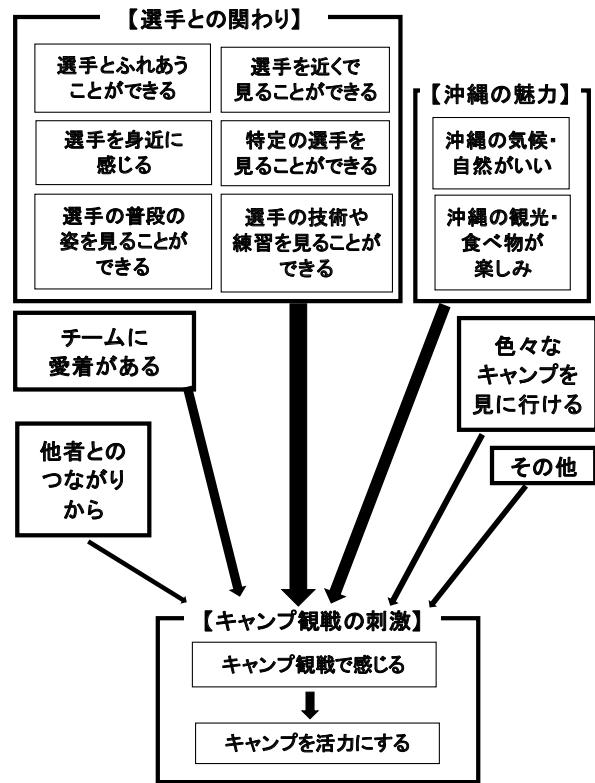 【選手との関わり】
選手とふれあう
ことができる
選手を近くで
見ることができる
選手を身近に
感じる
特定の選手を
見ることができる
選手の普段の
姿を見ることが
できる
選手の技術や
練習を見ることが
できる
【沖縄の魅力】
沖縄の気候・
自然がいい
沖縄の観光・
食べ物が
楽しみ
チームに
愛着がある
色々な
キャンプを
見に行ける
他者との
つながり
から
その他
【キャンプ観戦の刺激】
キャンプ観戦で感じる
キャンプを活力にする